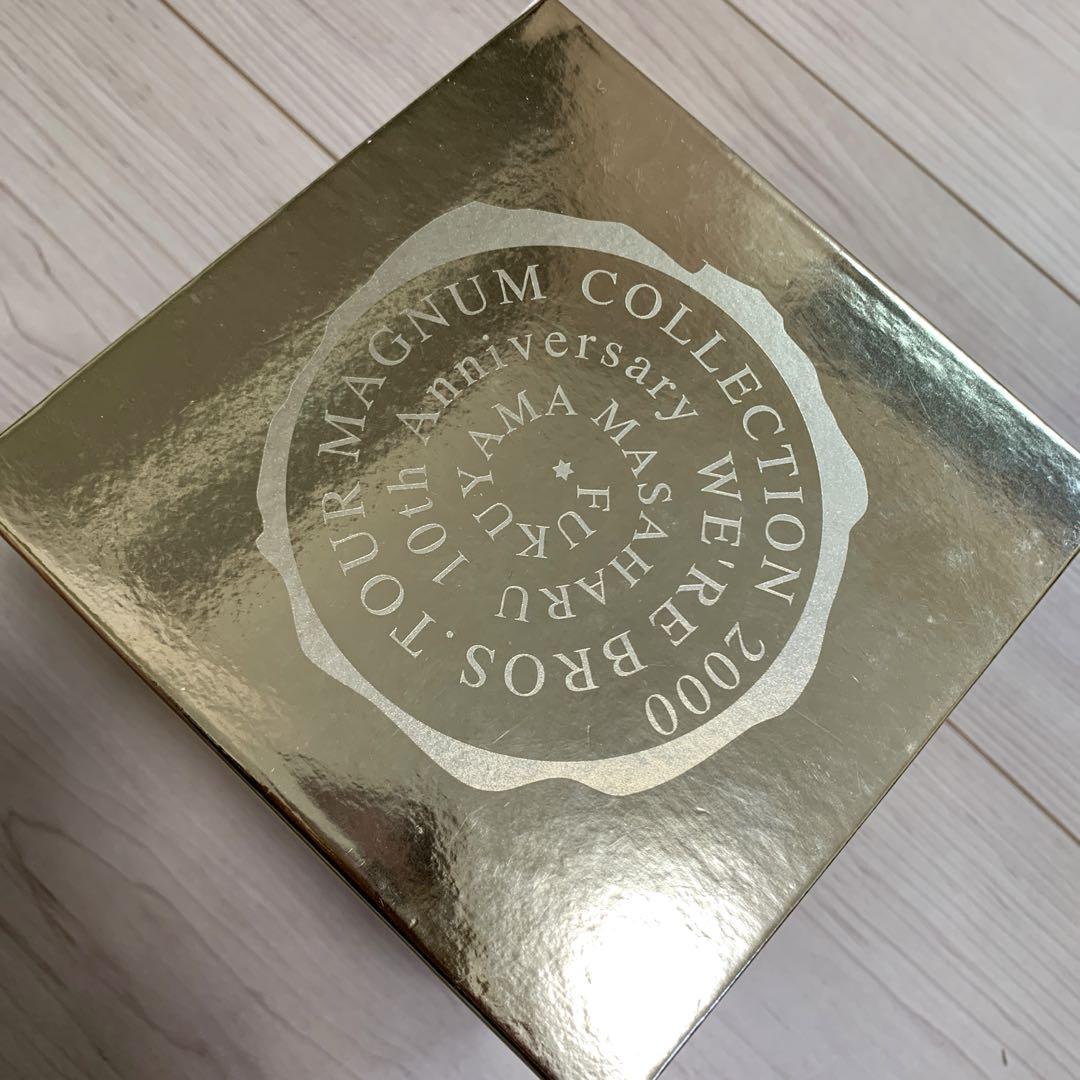 TOUR MAGNUM COLLECTION 2000
10th Anniversary WE'RE BROS.
FUKUYAMA MASAHARU